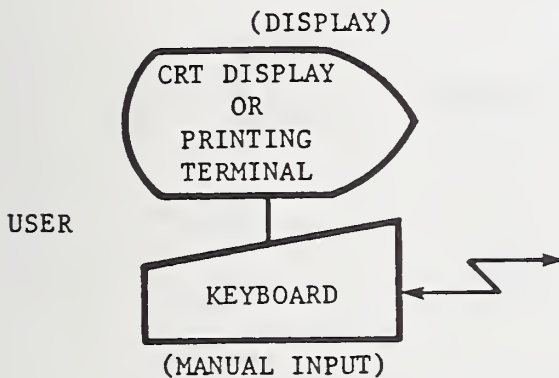 (DISPLAY)
CRT DISPLAY
OR
PRINTING
TERMINAL
USER
KEYBOARD
(MANUAL INPUT)